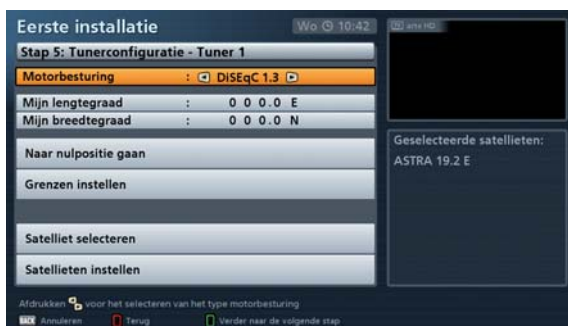 Eerste installatie
Wo 10:42
Stap 5: Tunerconfiguratie - Tuner 1
Motorbesturing : DiSEqC 1.3
Mijn lengtegraad : 0 0 0.0 E
Mijn breedtegraad : 0 0 0.0 N
Naar nulpositie gaan
Grenzen instellen
Satelliet selecteren
Satellieten instellen
arte HD
Geselecteerde satellieten:
ASTRA 19.2 E
Afdrukken voor het selecteren van het type motorbesturing
BACK Annuleren Terug Verder naar de volgende stap